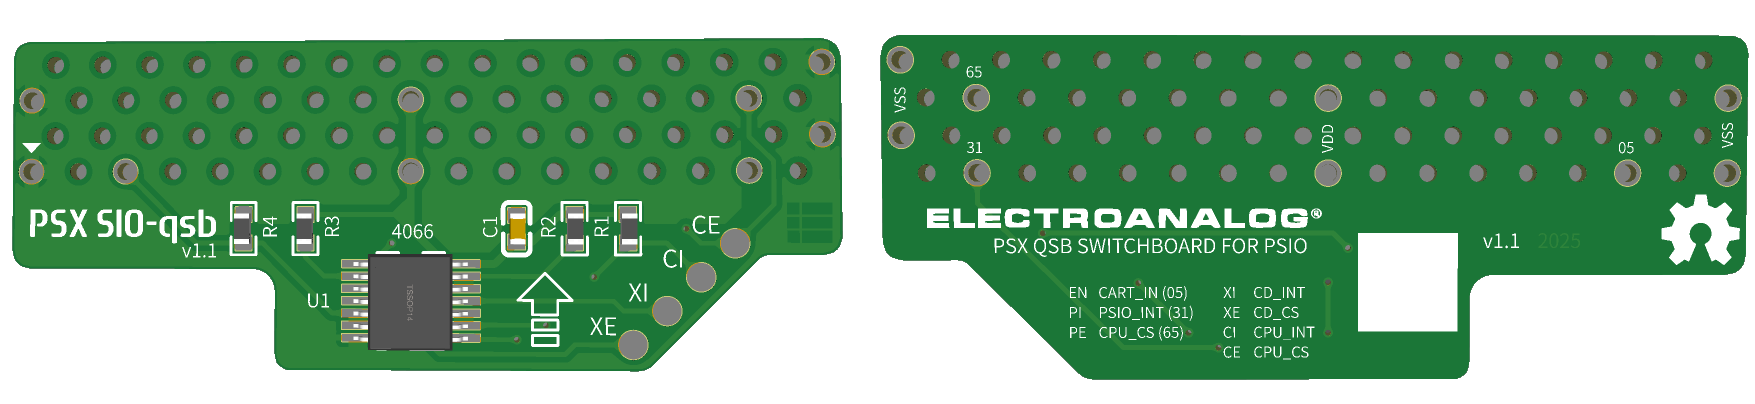 PSX SIO-qsb
v1.1
R4
R3
4066
C1
R2
R1
CE
CI
XI
XE
U1
TSSOP14
65
VSS
31
VDD
05
VSS
ELECTROANALOG®
PSX QSB SWITCHBOARD FOR PSIO
v1.1 2025
EN CART_IN (05) XI CD_INT
PI PSIO_INT (31) XE CD_CS
PE CPU_CS (65) CI CPU_INT
CE CPU_CS